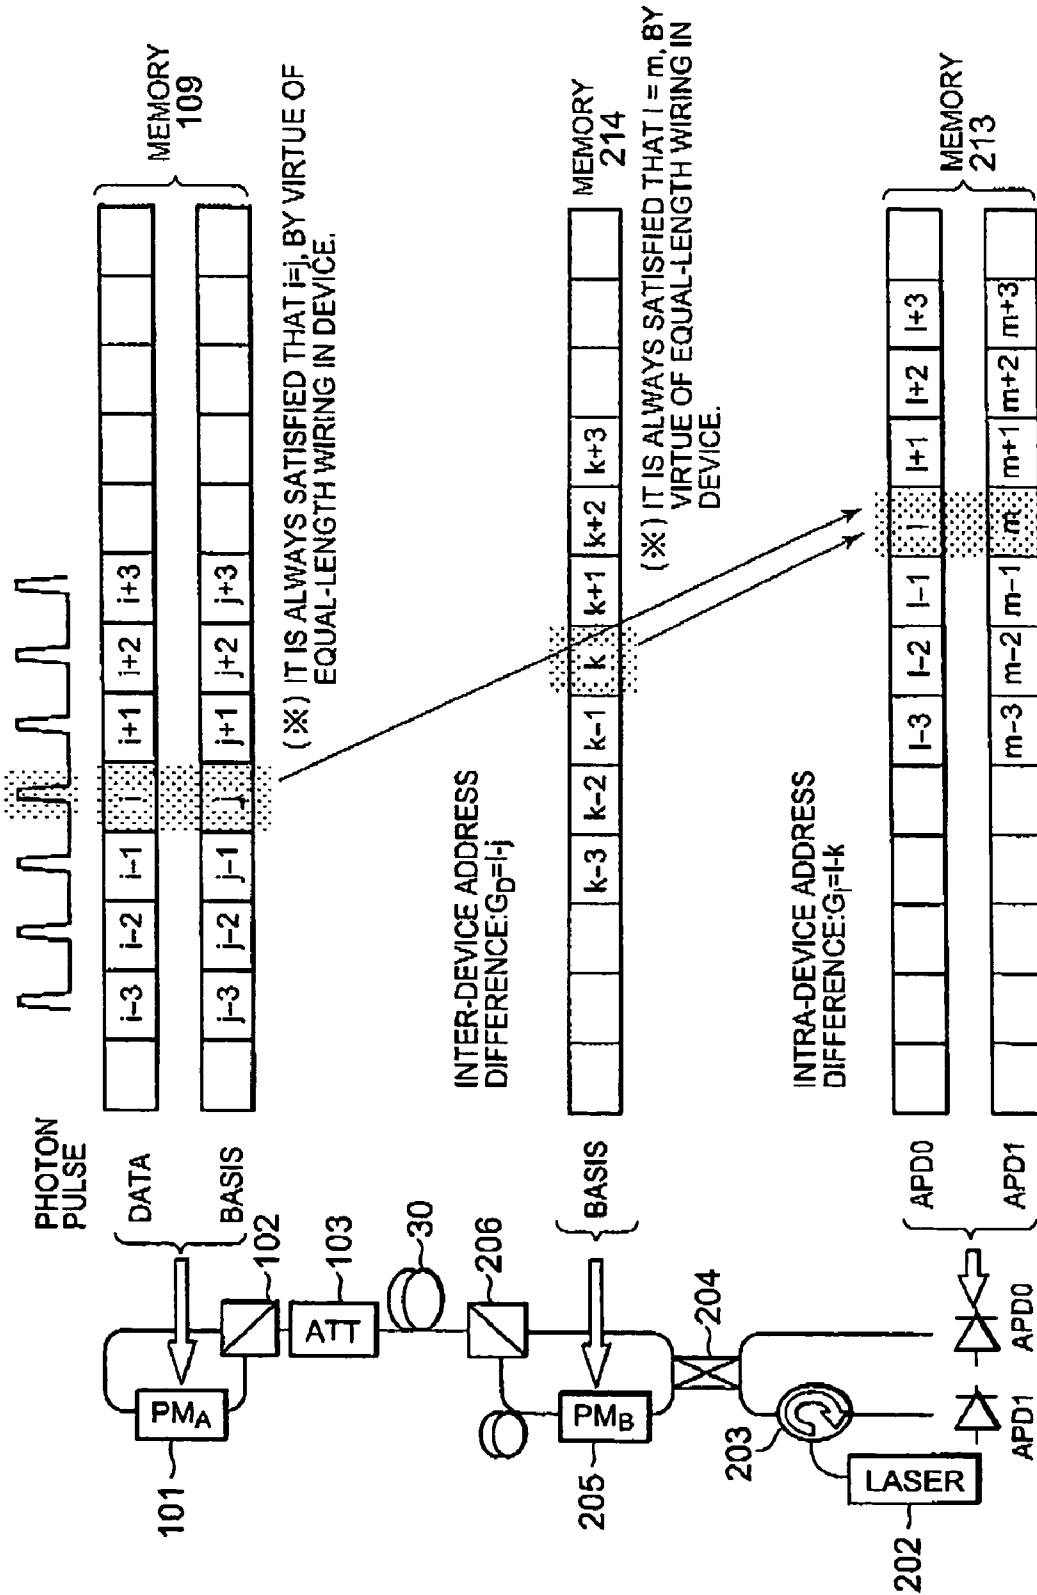 PHOTON
PULSE
DATA
i-3
i-2
i-1
i
i+1
i+2
i+3
BASIS
j-3
j-2
j-1
j
j+1
j+2
j+3
MEMORY
109
(※) IT IS ALWAYS SATISFIED THAT i=j, BY VIRTUE OF
EQUAL-LENGTH WIRING IN DEVICE.
INTER-DEVICE ADDRESS
DIFFERENCE:GD=l-j
BASIS
k-3
k-2
k-1
k
k+1
k+2
k+3
MEMORY
214
(※) IT IS ALWAYS SATISFIED THAT l = m, BY
VIRTUE OF EQUAL-LENGTH WIRING IN
DEVICE.
INTRA-DEVICE ADDRESS
DIFFERENCE:GI=l-k
APD0
l-3
l-2
l-1
l
l+1
l+2
l+3
APD1
m-3
m-2
m-1
m
m+1
m+2
m+3
MEMORY
213
101
PMA
102
ATT
103
30
206
205
PMB
204
203
LASER
202
APD1
APD0